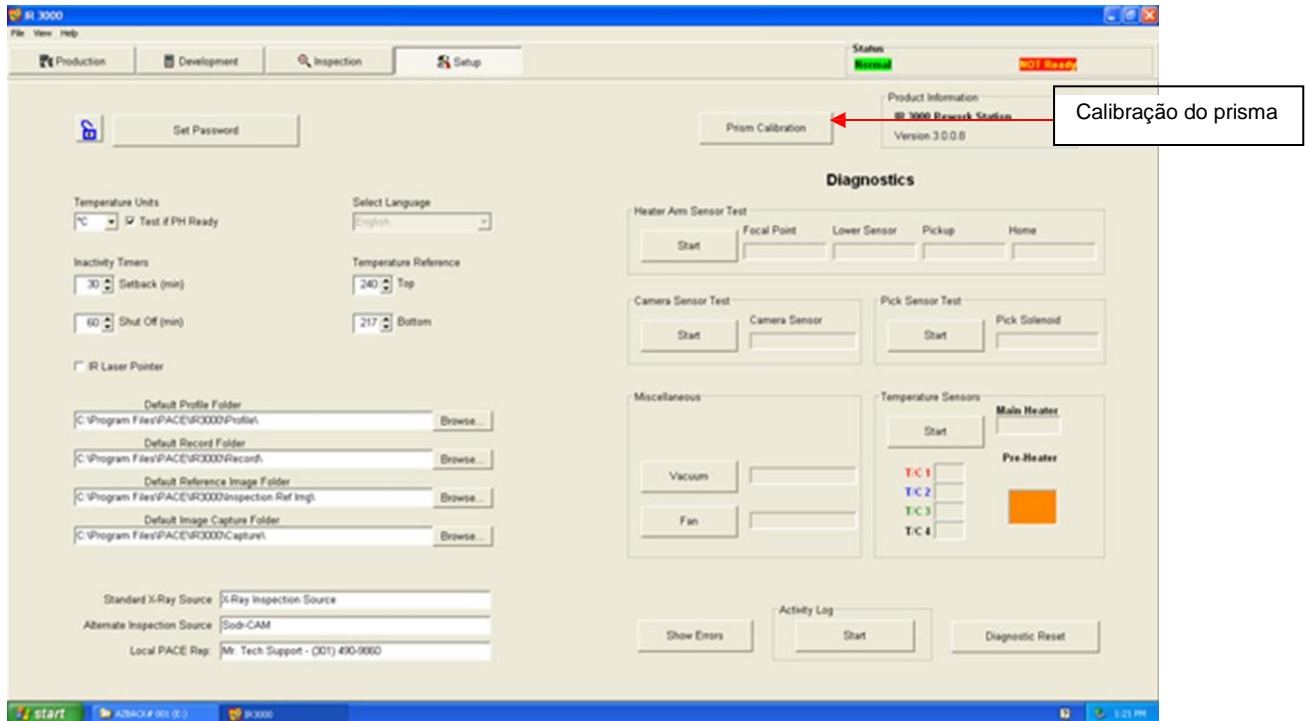 IR 3000
File View Help
Production Development Inspection Setup
Status
Normal NOT Ready
Product Information
IR 3000 Rework Station
Version 3.0.0.8
Calibração do prisma
Set Password
Prism Calibration
Diagnostics
Temperature Units
°C Test if PH Ready
Select Language
English
Inactivity Timers
30 Setback (min)
60 Shut Off (min)
Temperature Reference
240 Top
217 Bottom
IR Laser Pointer
Default Profile Folder
C:\Program Files\PACE\IR3000\Profile\ Browse...
Default Record Folder
C:\Program Files\PACE\IR3000\Record\ Browse...
Default Reference Image Folder
C:\Program Files\PACE\IR3000\Inspection Ref Img\ Browse...
Default Image Capture Folder
C:\Program Files\PACE\IR3000\Capture\ Browse...
Standard X-Ray Source X-Ray Inspection Source
Alternate Inspection Source Sodr-CAM
Local PACE Rep: Mr. Tech Support - (301) 490-9860
Heater Arm Sensor Test
Start Focal Point Lower Sensor Pickup Home
Camera Sensor Test
Start Camera Sensor
Pick Sensor Test
Start Pick Solenoid
Miscellaneous
Vacuum
Fan
Temperature Sensors
Start Main Heater
Pre-Heater
T/C 1
T/C 2
T/C 3
T/C 4
Show Errors
Activity Log
Start
Diagnostic Reset
start AZBACK# 001 (E:) IR3000 1:21 PM